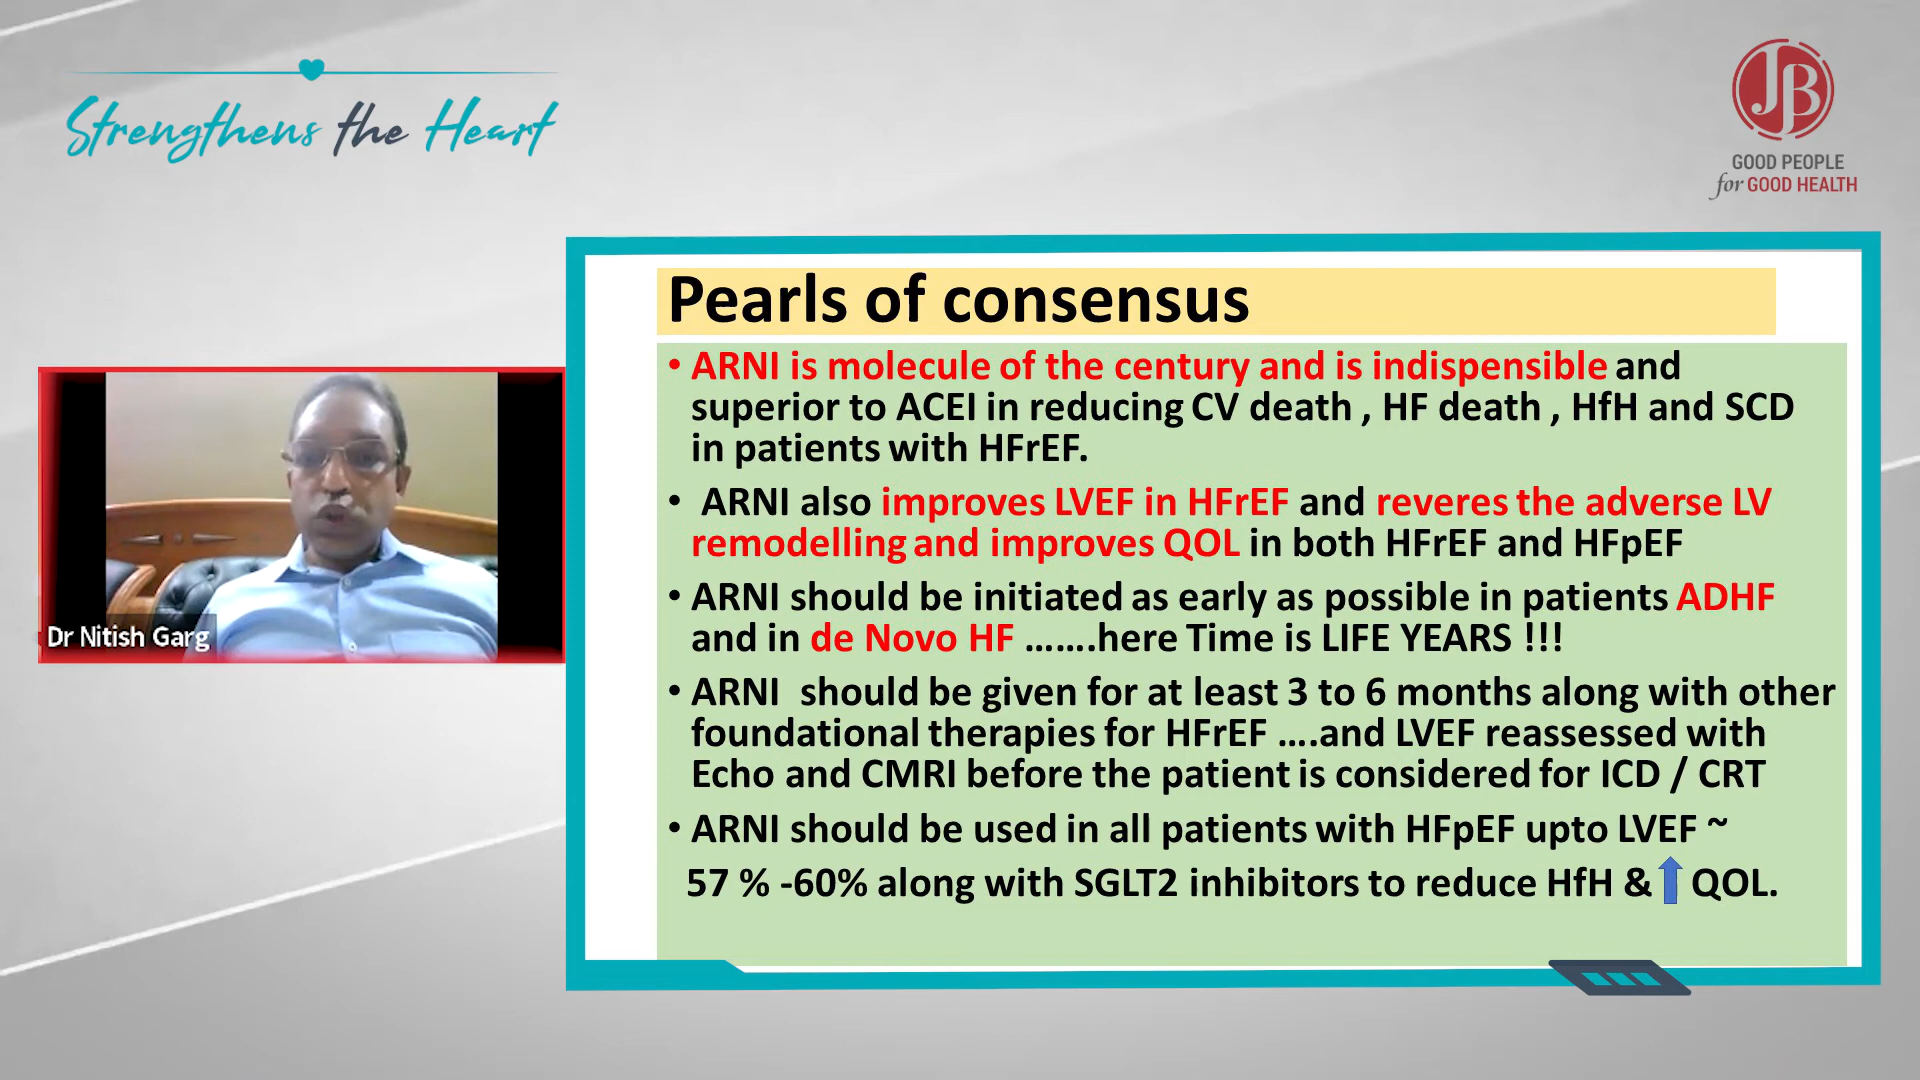 Strengthens the Heart
JB
GOOD PEOPLE
for GOOD HEALTH
Pearls of consensus
• ARNI is molecule of the century and is indispensible and
superior to ACEI in reducing CV death , HF death , HfH and SCD
in patients with HFrEF.
• ARNI also improves LVEF in HFrEF and reveres the adverse LV
remodelling and improves QOL in both HFrEF and HFpEF
• ARNI should be initiated as early as possible in patients ADHF
and in de Novo HF …….here Time is LIFE YEARS !!!
• ARNI should be given for at least 3 to 6 months along with other
foundational therapies for HFrEF ….and LVEF reassessed with
Echo and CMRI before the patient is considered for ICD / CRT
• ARNI should be used in all patients with HFpEF upto LVEF ~
57 % -60% along with SGLT2 inhibitors to reduce HfH & QOL.
Dr Nitish Garg